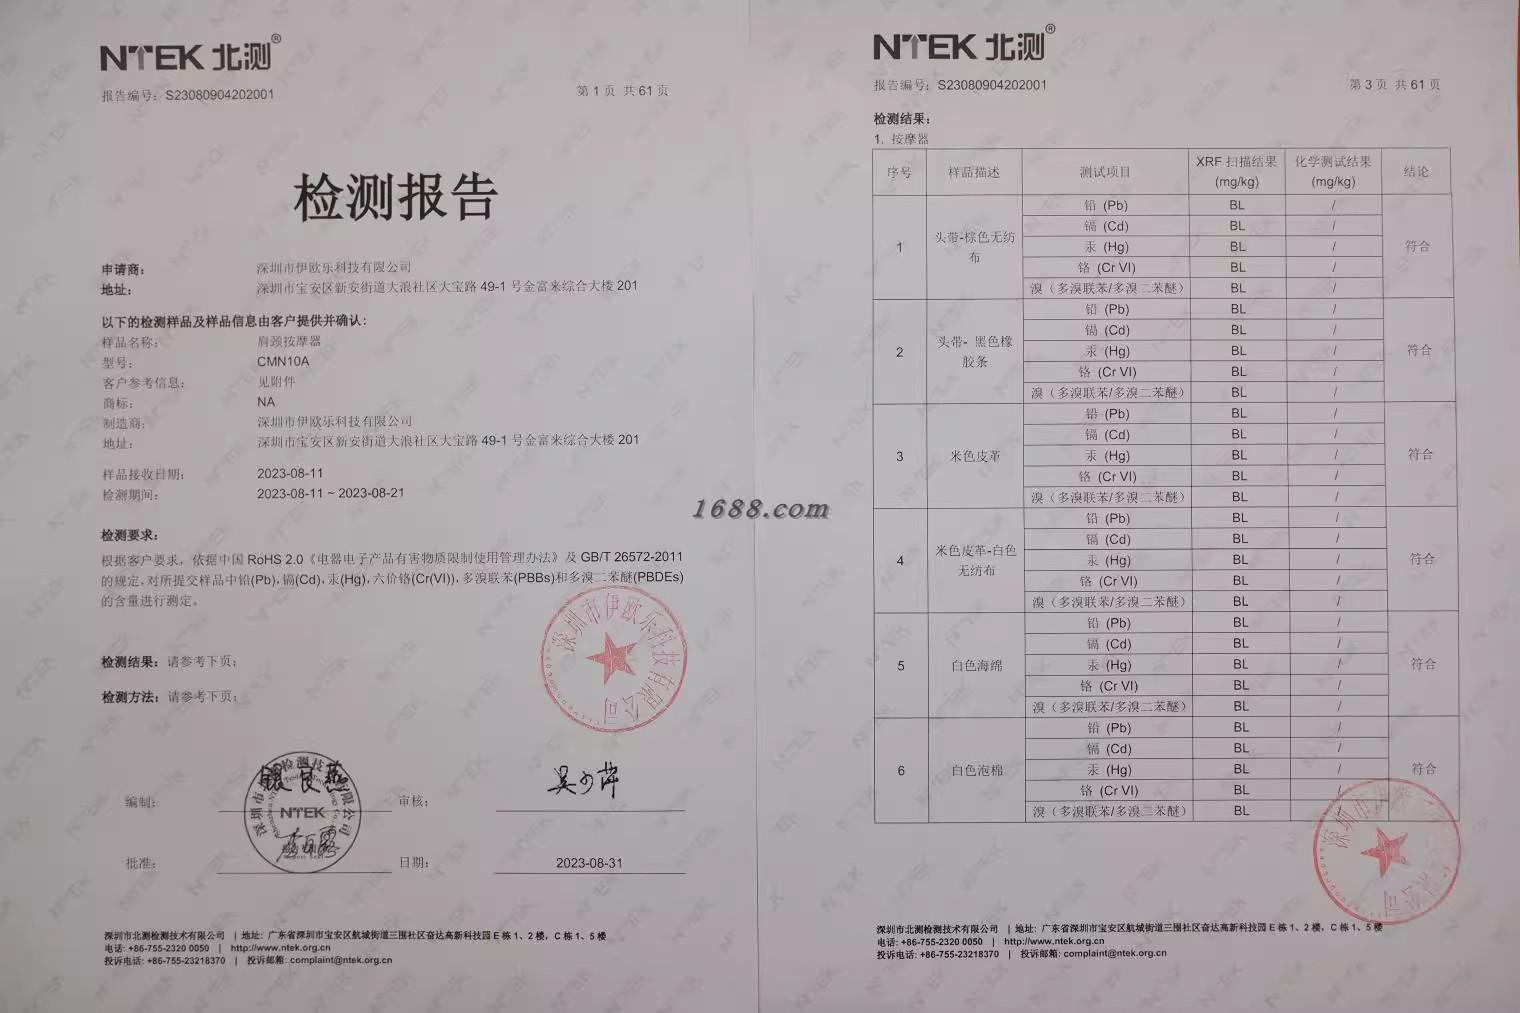 NTEK 北测®
报告编号: S23080904202001
第 1 页 共 61 页
检测报告
申请商: 深圳市伊欧乐科技有限公司
地址: 深圳市宝安区新安街道大浪社区大宝路 49-1 号金富来综合大楼 201
以下的检测样品及样品信息由客户提供并确认:
样品名称: 肩颈按摩器
型号: CMN10A
客户参考信息: 见附件
商标: NA
制造商: 深圳市伊欧乐科技有限公司
地址: 深圳市宝安区新安街道大浪社区大宝路 49-1 号金富来综合大楼 201
样品接收日期: 2023-08-11
检测期间: 2023-08-11 ~ 2023-08-21
检测要求:
根据客户要求, 依据中国 RoHS 2.0《电器电子产品有害物质限制使用管理办法》及 GB/T 26572-2011
的规定, 对所提交样品中铅(Pb), 镉(Cd), 汞(Hg), 六价铬(Cr(VI)), 多溴联苯(PBBs)和多溴二苯醚(PBDEs)
的含量进行测定。
深圳市伊欧乐科技有限公司
检测结果: 请参考下页;
检测方法: 请参考下页;
编制:
NTEK
审核: 吴少萍
批准:
日期: 2023-08-31
深圳市北测检测技术有限公司 | 地址: 广东省深圳市宝安区航城街道三围社区奋达高新科技园 E 栋 1、2 楼, C 栋 1、5 楼
电话: +86-755-2320 0050 | http://www.ntek.org.cn
投诉电话: +86-755-23218370 | 投诉邮箱: complaint@ntek.org.cn
1688.com
NTEK 北测®
报告编号: S23080904202001
第 3 页 共 61 页
检测结果:
1. 按摩器
序号 样品描述 测试项目 XRF 扫描结果 (mg/kg) 化学测试结果 (mg/kg) 结论
1 头带-棕色无纺布 符合
铅 (Pb) BL /
镉 (Cd) BL /
汞 (Hg) BL /
铬 (Cr VI) BL /
溴（多溴联苯/多溴二苯醚） BL /
2 头带- 黑色橡胶条 符合
铅 (Pb) BL /
镉 (Cd) BL /
汞 (Hg) BL /
铬 (Cr VI) BL /
溴（多溴联苯/多溴二苯醚） BL /
3 米色皮革 符合
铅 (Pb) BL /
镉 (Cd) BL /
汞 (Hg) BL /
铬 (Cr VI) BL /
溴（多溴联苯/多溴二苯醚） BL /
4 米色皮革-白色无纺布 符合
铅 (Pb) BL /
镉 (Cd) BL /
汞 (Hg) BL /
铬 (Cr VI) BL /
溴（多溴联苯/多溴二苯醚） BL /
5 白色海绵 符合
铅 (Pb) BL /
镉 (Cd) BL /
汞 (Hg) BL /
铬 (Cr VI) BL /
溴（多溴联苯/多溴二苯醚） BL /
6 白色泡棉 符合
铅 (Pb) BL /
镉 (Cd) BL /
汞 (Hg) BL /
铬 (Cr VI) BL /
溴（多溴联苯/多溴二苯醚） BL /
深圳市北测检测技术有限公司 | 地址: 广东省深圳市宝安区航城街道三围社区奋达高新科技园 E 栋 1、2 楼, C 栋 1、5 楼
电话: +86-755-2320 0050 | http://www.ntek.org.cn
投诉电话: +86-755-23218370 | 投诉邮箱: complaint@ntek.org.cn